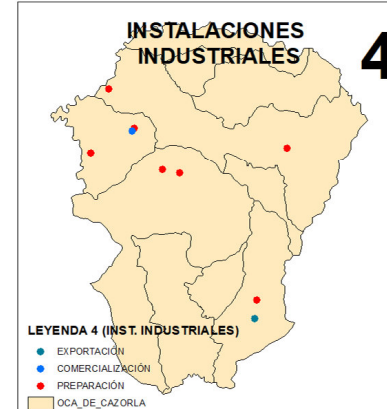 INSTALACIONES
INDUSTRIALES
4
LEYENDA 4 (INST. INDUSTRIALES)
EXPORTACIÓN
COMERCIALIZACIÓN
PREPARACIÓN
OCA_DE_CAZORLA